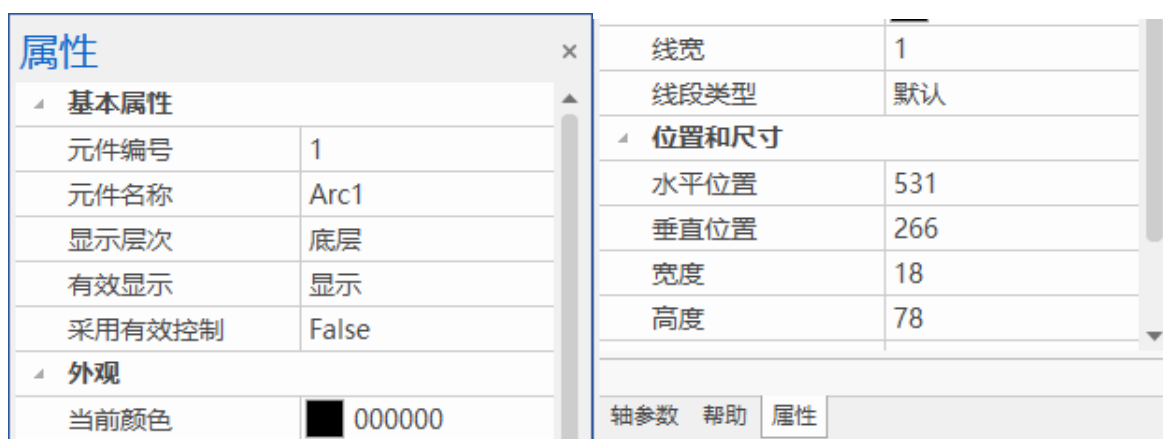 属性 ×
基本属性
元件编号 1
元件名称 Arc1
显示层次 底层
有效显示 显示
采用有效控制 False
外观
当前颜色 000000
线宽 1
线段类型 默认
位置和尺寸
水平位置 531
垂直位置 266
宽度 18
高度 78
轴参数 帮助 属性